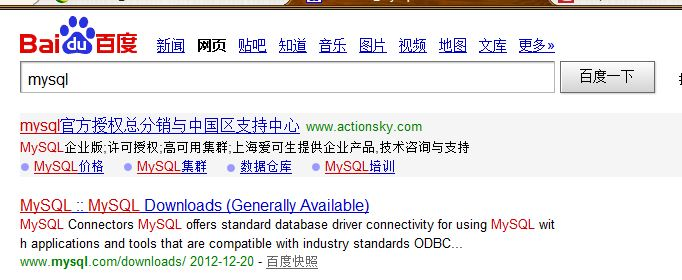 Bai du 百度 新闻 网页 贴吧 知道 音乐 图片 视频 地图 文库 更多»
mysql 百度一下
mysql官方授权总分销与中国区支持中心 www.actionsky.com
MySQL企业版;许可授权;高可用集群;上海爱可生提供企业产品,技术咨询与支持
MySQL价格 MySQL集群 数据仓库 MySQL培训
MySQL :: MySQL Downloads (Generally Available)
MySQL Connectors MySQL offers standard database driver connectivity for using MySQL wit
h applications and tools that are compatible with industry standards ODBC...
www.mysql.com/downloads/ 2012-12-20 - 百度快照